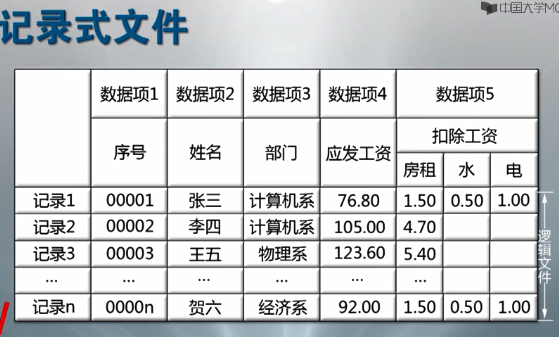 中国大学MO
记录式文件
数据项1 数据项2 数据项3 数据项4 数据项5
序号 姓名 部门 应发工资 扣除工资
房租 水 电
记录1 00001 张三 计算机系 76.80 1.50 0.50 1.00
记录2 00002 李四 计算机系 105.00 4.70
记录3 00003 王五 物理系 123.60 5.40
... ... ... ... ... ...
记录n 0000n 贺六 经济系 92.00 1.50 0.50 1.00
逻辑文件